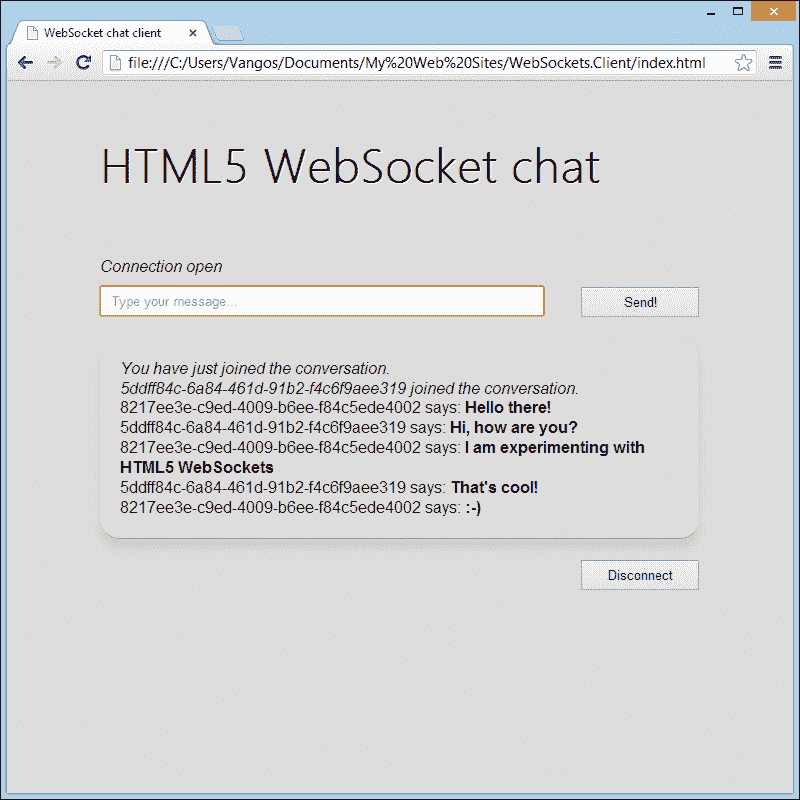 WebSocket chat client
file:///C:/Users/Vangos/Documents/My%20Web%20Sites/WebSockets.Client/index.html
HTML5 WebSocket chat
Connection open
Type your message...
Send!
You have just joined the conversation.
5ddff84c-6a84-461d-91b2-f4c6f9aee319 joined the conversation.
8217ee3e-c9ed-4009-b6ee-f84c5ede4002 says: Hello there!
5ddff84c-6a84-461d-91b2-f4c6f9aee319 says: Hi, how are you?
8217ee3e-c9ed-4009-b6ee-f84c5ede4002 says: I am experimenting with
HTML5 WebSockets
5ddff84c-6a84-461d-91b2-f4c6f9aee319 says: That's cool!
8217ee3e-c9ed-4009-b6ee-f84c5ede4002 says: :-)
Disconnect